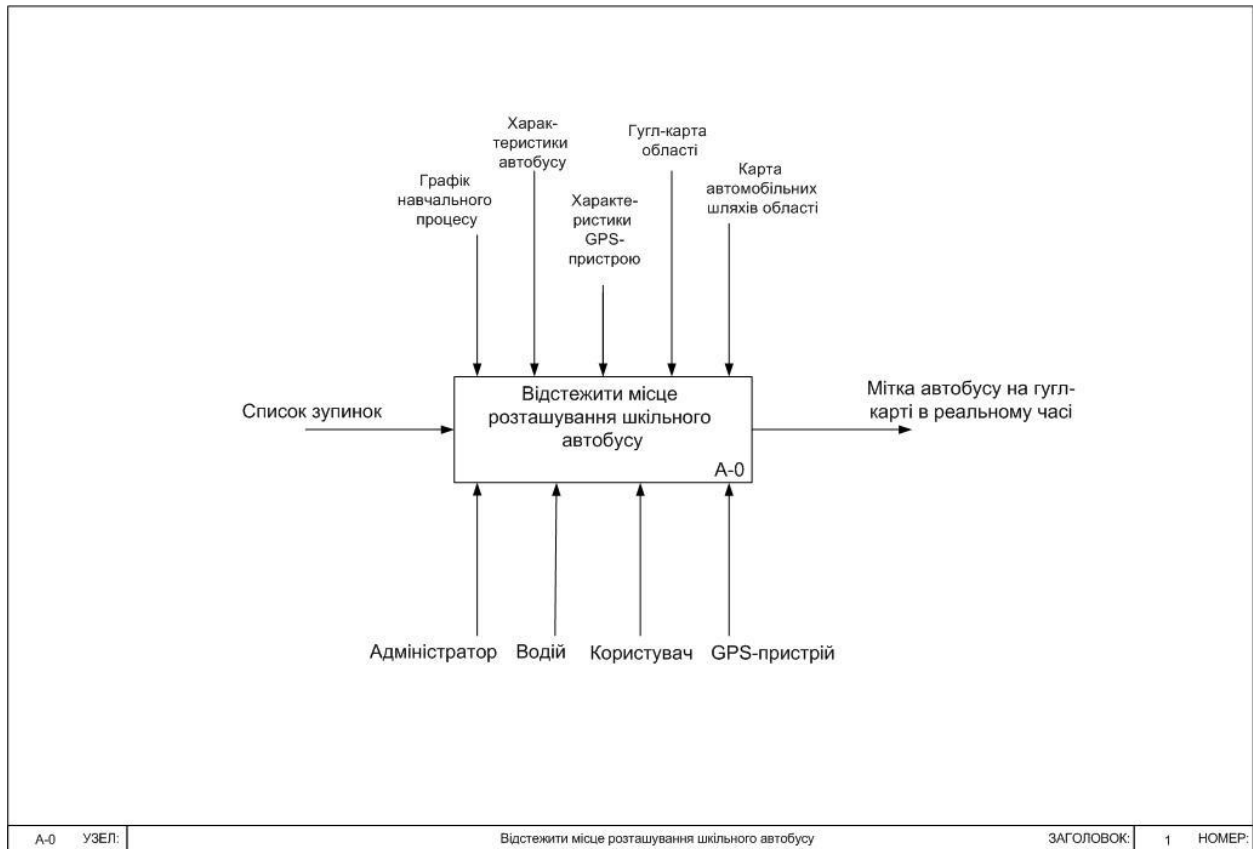 Харак-
теристики
автобусу
Гугл-карта
області
Графік
навчального
процесу
Характе-
ристики
GPS-
пристрою
Карта
автомобільних
шляхів області
Список зупинок
Відстежити місце
розташування шкільного
автобусу
А-0
Мітка автобусу на гугл-
карті в реальному часі
Адміністратор
Водій
Користувач
GPS-пристрій
А-0 УЗЕЛ:
Відстежити місце розташування шкільного автобусу
ЗАГОЛОВОК:
1 НОМЕР: